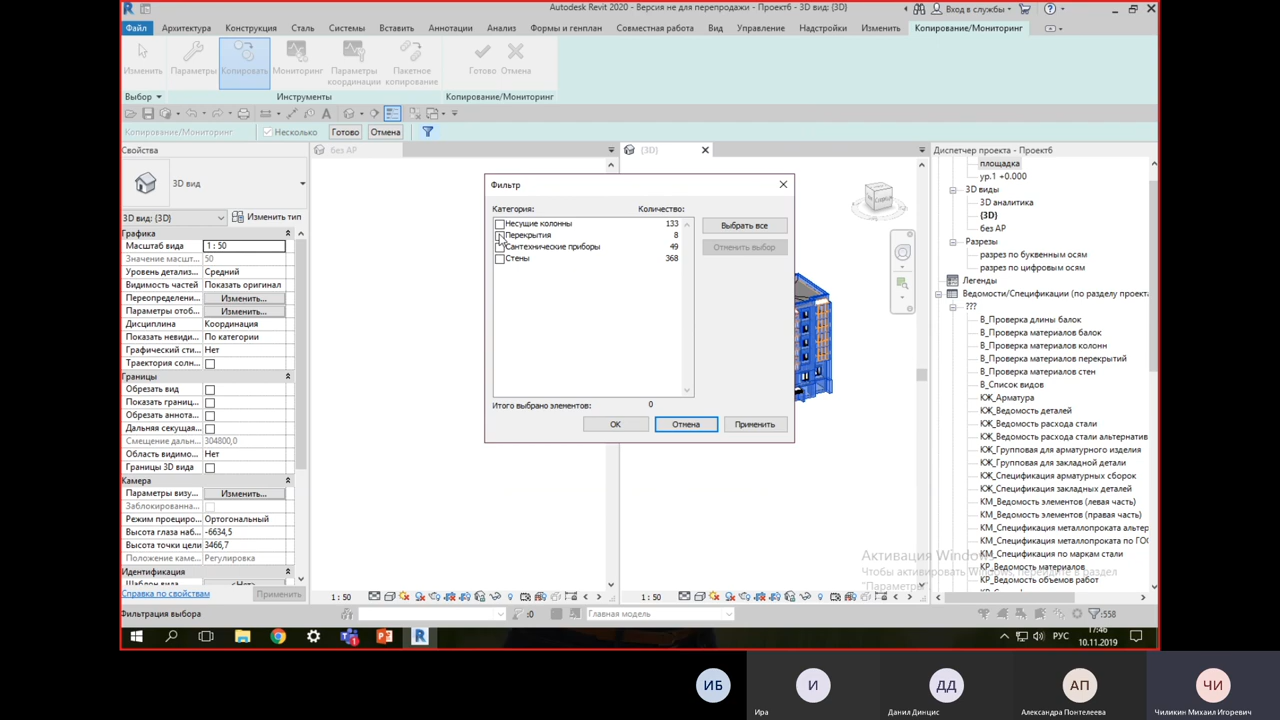 Autodesk Revit 2020 - Версия не для перепродажи - Проект6 - 3D вид: {3D}
Вход в службы
Файл Архитектура Конструкция Сталь Системы Вставить Аннотации Анализ Формы и генплан Совместная работа Вид Управление Надстройки Изменить Копирование/Мониторинг
Изменить Параметры Копировать Мониторинг Параметры координации Пакетное копирование Готово Отмена
Выбор Инструменты Копирование/Мониторинг
Копирование/Мониторинг Несколько Готово Отмена
Свойства
без АР
{3D}
Диспетчер проекта - Проект6
3D вид
3D вид: {3D} Изменить тип
Графика
Масштаб вида 1 : 50
Значение масшт... 50
Уровень детализ... Средний
Видимость частей Показать оригинал
Переопределени... Изменить...
Параметры отоб... Изменить...
Дисциплина Координация
Показать невиди... По категории
Графический сти... Нет
Траектория солн...
Границы
Обрезать вид
Показать границ...
Обрезать аннота...
Дальняя секущая...
Смещение дальн... 304800,0
Область видимо... Нет
Границы 3D вида
Камера
Параметры визу... Изменить...
Заблокированна...
Режим проециро... Ортогональный
Высота глаза наб... -6634,5
Высота точки цели 3466,7
Положение каме... Регулировка
Идентификация
Шаблон вида <Нет>
Справка по свойствам Применить
Фильтр
Категория: Количество:
Несущие колонны 133
Перекрытия 8
Сантехнические приборы 49
Стены 368
Выбрать все
Отменить выбор
Итого выбрано элементов: 0
OK Отмена Применить
площадка
ур.1 +0.000
3D виды
3D аналитика
{3D}
без АР
Разрезы
разрез по буквенным осям
разрез по цифровым осям
Легенды
Ведомости/Спецификации (по разделу проект
???
В_Проверка длины балок
В_Проверка материалов балок
В_Проверка материалов колонн
В_Проверка материалов перекрытий
В_Проверка материалов стен
В_Список видов
КЖ_Арматура
КЖ_Ведомость деталей
КЖ_Ведомость расхода стали
КЖ_Ведомость расхода стали альтернатив
КЖ_Групповая для арматурного изделия
КЖ_Групповая для закладной детали
КЖ_Спецификация арматурных сборок
КЖ_Спецификация закладных деталей
КМ_Ведомость элементов (левая часть)
КМ_Ведомость элементов (правая часть)
КМ_Спецификация металлопроката альтер
КМ_Спецификация металлопроката по ГО
КМ_Спецификация по маркам стали
КР_Ведомость материалов
КР_Ведомость объемов работ
Активация Windows
Чтобы активировать Windows, перейдите в раздел
"Параметры
1 : 50
1 : 50
Фильтрация выбора :0 Главная модель :558
РУС
17:46
10.11.2019
ИБ И ДД АП ЧИ
Ира Данил Динцис Александра Понтелеева Чиликин Михаил Игоревич